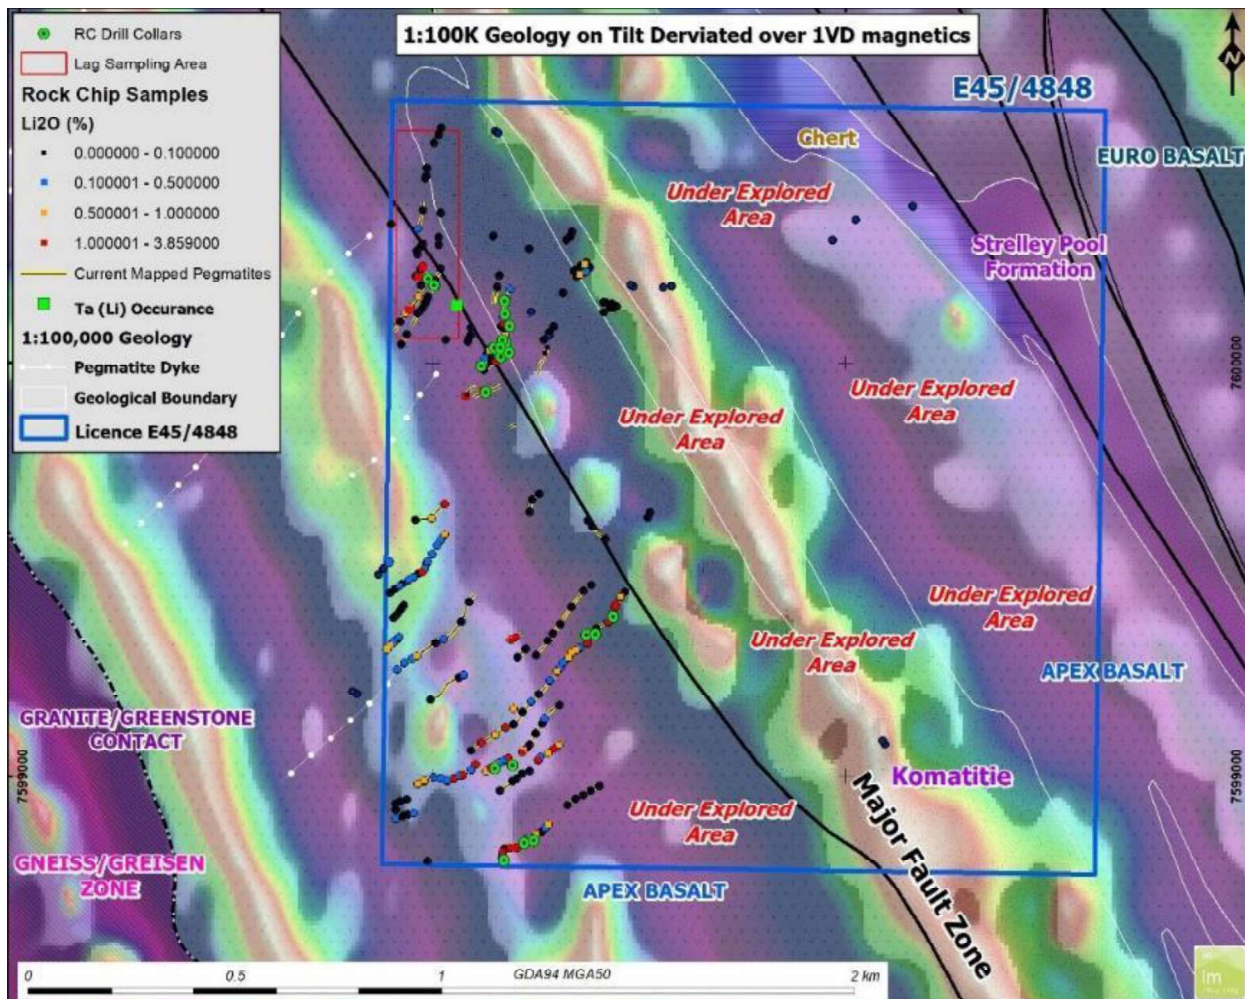 RC Drill Collars
Lag Sampling Area
Rock Chip Samples
Li2O (%)
0.000000 - 0.100000
0.100001 - 0.500000
0.500001 - 1.000000
1.000001 - 3.859000
Current Mapped Pegmatites
Ta (Li) Occurance
1:100,000 Geology
Pegmatite Dyke
Geological Boundary
Licence E45/4848
1:100K Geology on Tilt Derviated over 1VD magnetics
N
E45/4848
Chert
EURO BASALT
Under Explored
Area
Strelley Pool
Formation
7600000
Under Explored
Area
Under Explored
Area
Under Explored
Area
Under Explored
Area
APEX BASALT
GRANITE/GREENSTONE
CONTACT
7599000
7599000
Komatitie
Under Explored
Area
Major Fault Zone
GNEISS/GREISEN
ZONE
APEX BASALT
0
0.5
1
GDA94 MGA50
2 km
lm